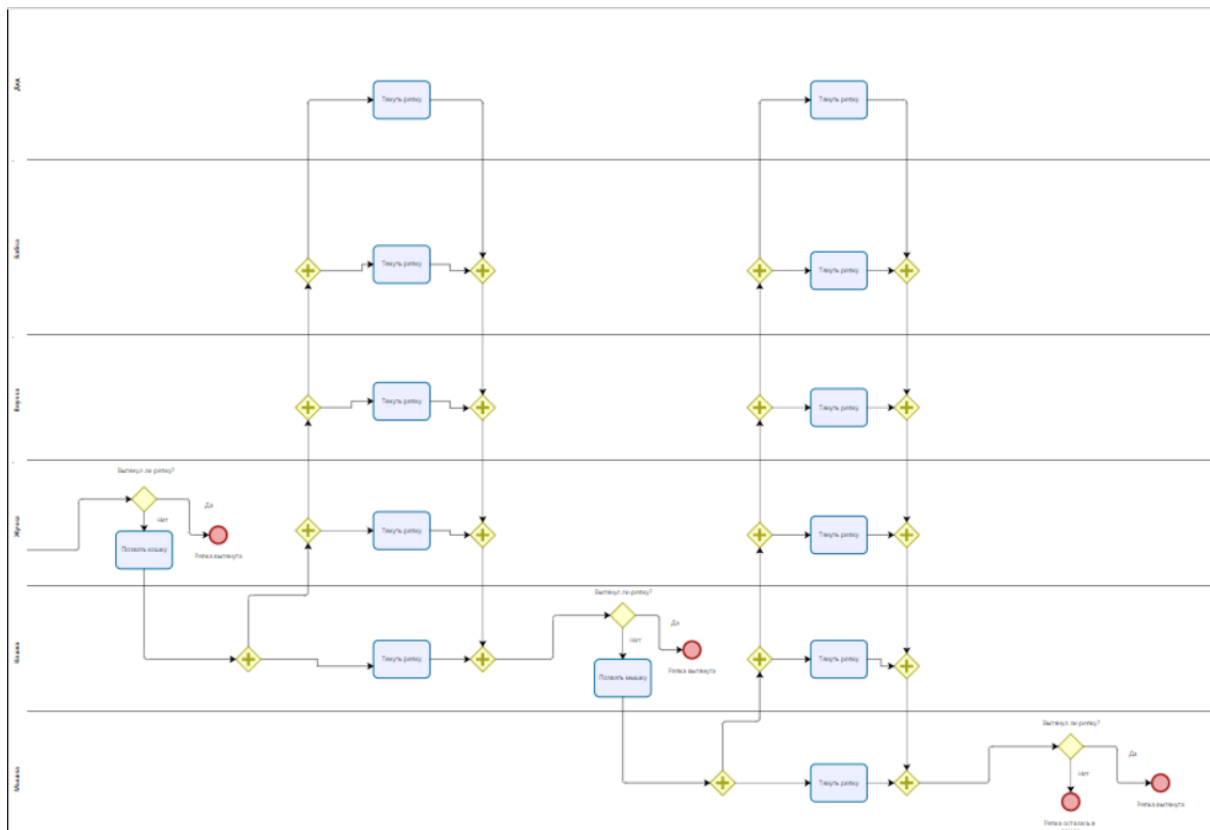 Дед
Тянуть репку
Тянуть репку
Бабка
Тянуть репку
Тянуть репку
Внучка
Тянуть репку
Тянуть репку
Жучка
Вытянул ли репку?
Да
Нет
Позвать кошку
Репка вытянута
Тянуть репку
Тянуть репку
Кошка
Вытянул ли репку?
Да
Нет
Тянуть репку
Позвать мышку
Репка вытянута
Тянуть репку
Мышка
Вытянул ли репку?
Да
Нет
Тянуть репку
Репка вытянута
Репка осталась в